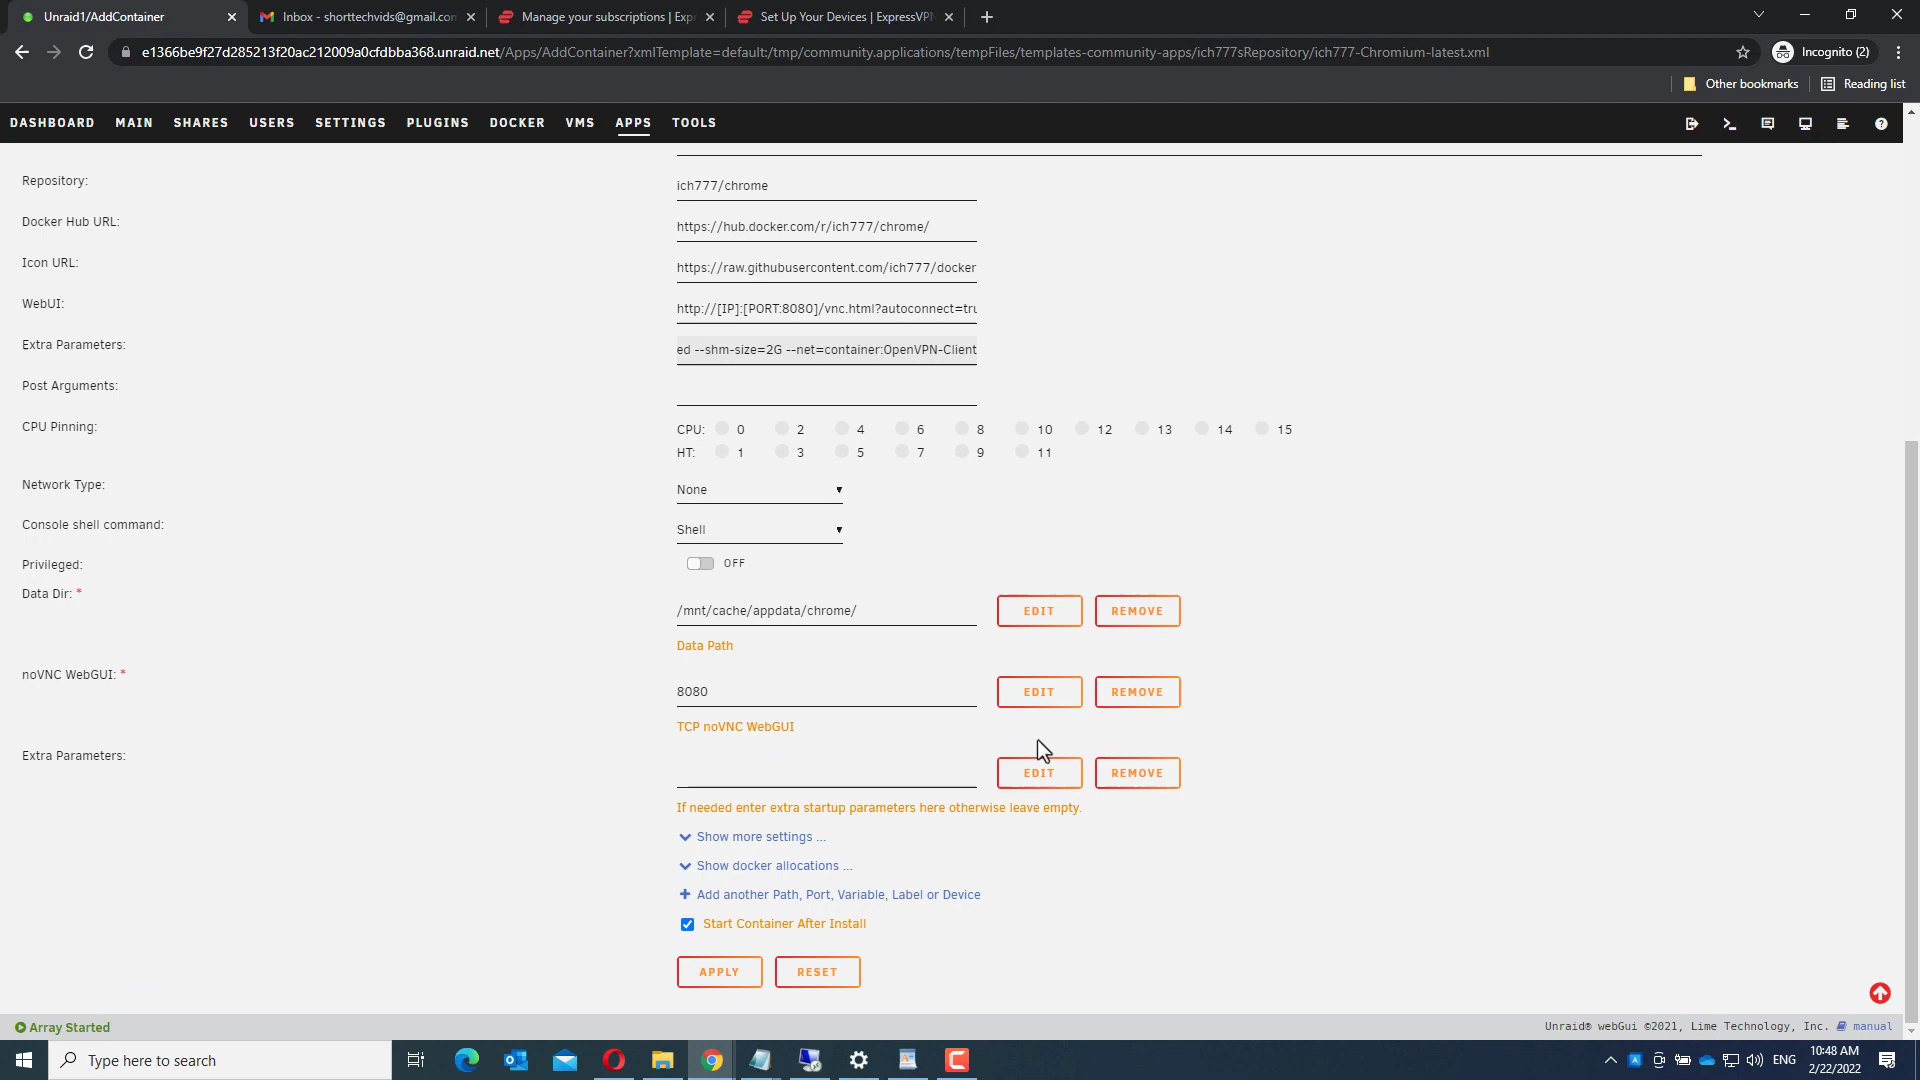 Unraid1/AddContainer
Inbox - shorttechvids@gmail.com
Manage your subscriptions | Exp
Set Up Your Devices | ExpressVPN
e1366be9f27d285213f20ac212009a0cfdbba368.unraid.net/Apps/AddContainer?xmlTemplate=default:/tmp/community.applications/tempFiles/templates-community-apps/ich777sRepository/ich777-Chromium-latest.xml
Incognito (2)
Other bookmarks
Reading list
DASHBOARD MAIN SHARES USERS SETTINGS PLUGINS DOCKER VMS APPS TOOLS
Repository:
ich777/chrome
Docker Hub URL:
https://hub.docker.com/r/ich777/chrome/
Icon URL:
https://raw.githubusercontent.com/ich777/docker
WebUI:
http://[IP]:[PORT:8080]/vnc.html?autoconnect=tru
Extra Parameters:
ed --shm-size=2G --net=container:OpenVPN-Client
Post Arguments:
CPU Pinning:
CPU: 0 2 4 6 8 10 12 13 14 15
HT: 1 3 5 7 9 11
Network Type:
None
Console shell command:
Shell
Privileged:
OFF
Data Dir: *
/mnt/cache/appdata/chrome/
EDIT REMOVE
Data Path
noVNC WebGUI: *
8080
EDIT REMOVE
TCP noVNC WebGUI
Extra Parameters:
EDIT REMOVE
If needed enter extra startup parameters here otherwise leave empty.
Show more settings ...
Show docker allocations ...
Add another Path, Port, Variable, Label or Device
Start Container After Install
APPLY RESET
Array Started
Unraid® webGui ©2021, Lime Technology, Inc. manual
Type here to search
ENG
10:48 AM
2/22/2022